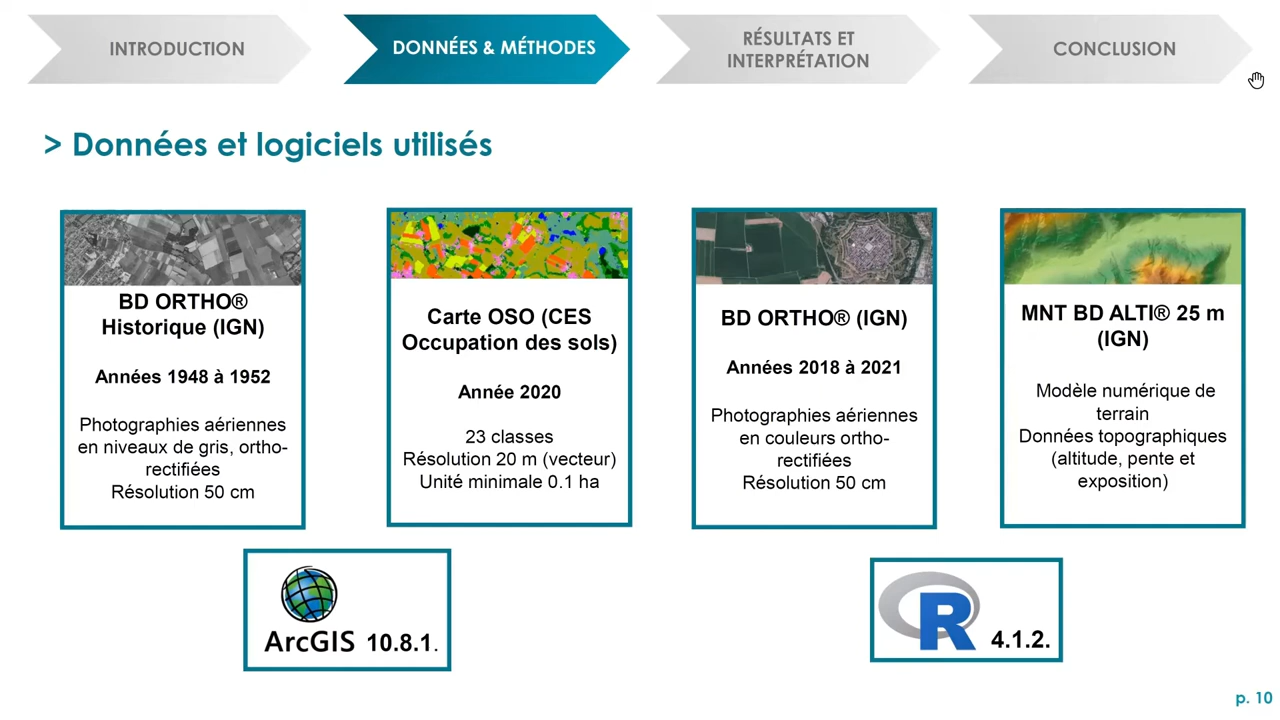 INTRODUCTION
DONNÉES & MÉTHODES
RÉSULTATS ET
INTERPRÉTATION
CONCLUSION
> Données et logiciels utilisés
BD ORTHO®
Historique (IGN)
Années 1948 à 1952
Photographies aériennes
en niveaux de gris, ortho-
rectifiées
Résolution 50 cm
Carte OSO (CES
Occupation des sols)
Année 2020
23 classes
Résolution 20 m (vecteur)
Unité minimale 0.1 ha
BD ORTHO® (IGN)
Années 2018 à 2021
Photographies aériennes
en couleurs ortho-
rectifiées
Résolution 50 cm
MNT BD ALTI® 25 m
(IGN)
Modèle numérique de
terrain
Données topographiques
(altitude, pente et
exposition)
ArcGIS 10.8.1.
R 4.1.2.
p. 10